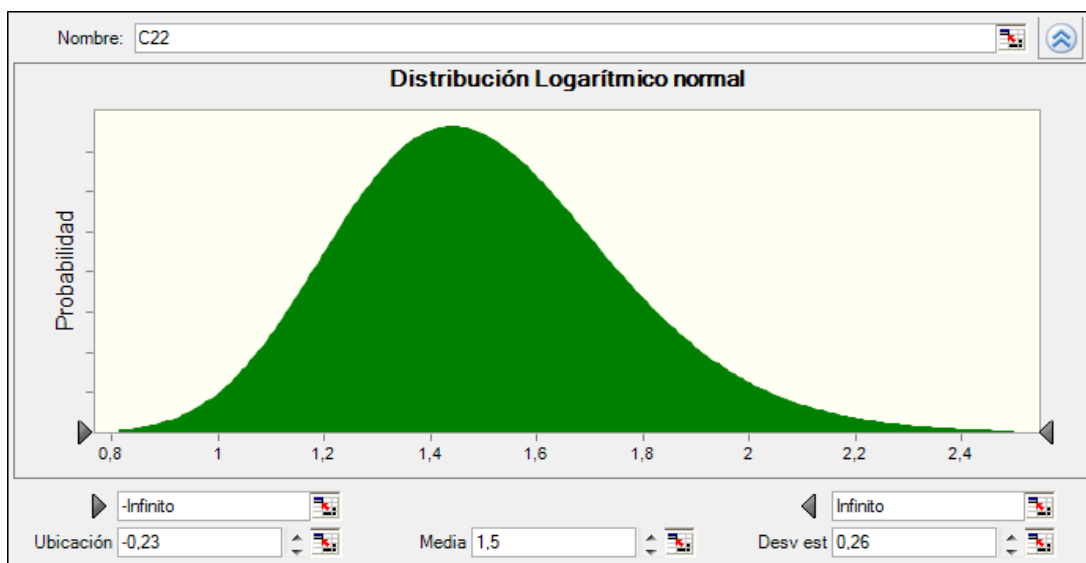 Nombre: C22
Distribución Logarítmico normal
Probabilidad
0,8 1 1,2 1,4 1,6 1,8 2 2,2 2,4
-Infinito Infinito
Ubicación -0,23 Media 1,5 Desv est 0,26